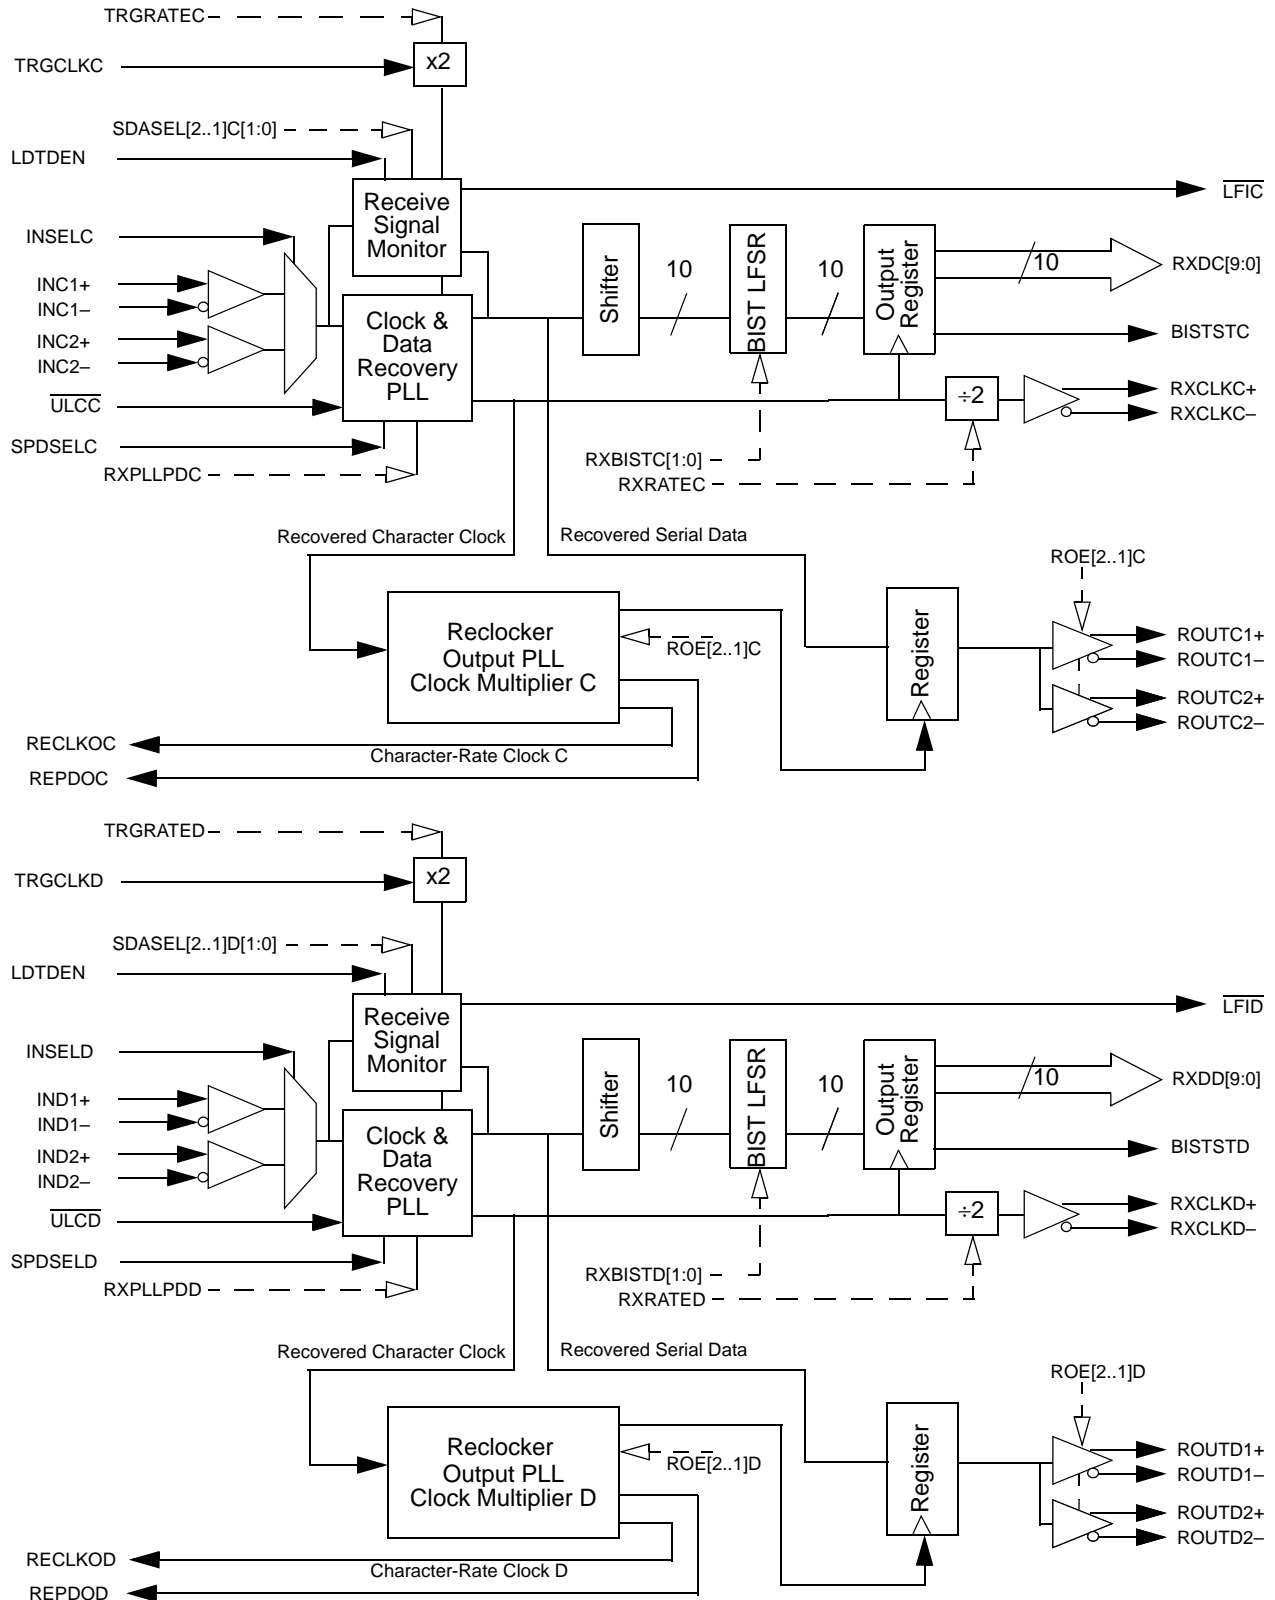 TRGRATEC
x2
TRGCLKC
SDASEL[2..1]C[1:0]
LDTDEN
Receive
Signal
Monitor
LFIC
INSELC
INC1+
INC1–
INC2+
INC2–
Clock &
Data
Recovery
PLL
Shifter
10
BIST LFSR
10
Output
Register
10
RXDC[9:0]
BISTSTC
÷2
RXCLKC+
RXCLKC–
ULCC
SPDSELC
RXPLLPDC
RXBISTC[1:0]
RXRATEC
Recovered Character Clock
Recovered Serial Data
ROE[2..1]C
Reclocker
Output PLL
Clock Multiplier C
ROE[2..1]C
Register
ROUTC1+
ROUTC1–
ROUTC2+
ROUTC2–
RECLKOC
Character-Rate Clock C
REPDOC
TRGRATED
x2
TRGCLKD
SDASEL[2..1]D[1:0]
LDTDEN
Receive
Signal
Monitor
LFID
INSELD
IND1+
IND1–
IND2+
IND2–
Clock &
Data
Recovery
PLL
Shifter
10
BIST LFSR
10
Output
Register
10
RXDD[9:0]
BISTSTD
÷2
RXCLKD+
RXCLKD–
ULCD
SPDSELD
RXPLLPDD
RXBISTD[1:0]
RXRATED
Recovered Character Clock
Recovered Serial Data
ROE[2..1]D
Reclocker
Output PLL
Clock Multiplier D
ROE[2..1]D
Register
ROUTD1+
ROUTD1–
ROUTD2+
ROUTD2–
RECLKOD
Character-Rate Clock D
REPDOD